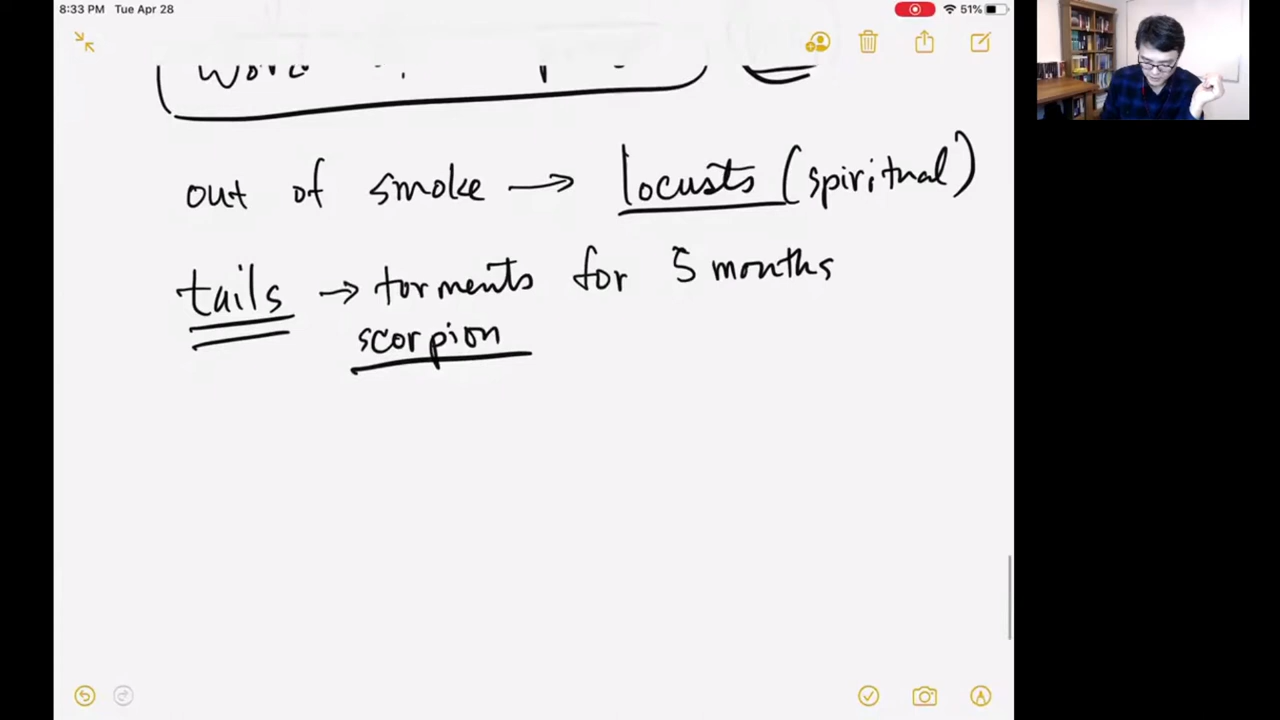 8:33 PM Tue Apr 28 51%
out of smoke → locusts (spiritual)
tails → torments for 5 months
scorpion